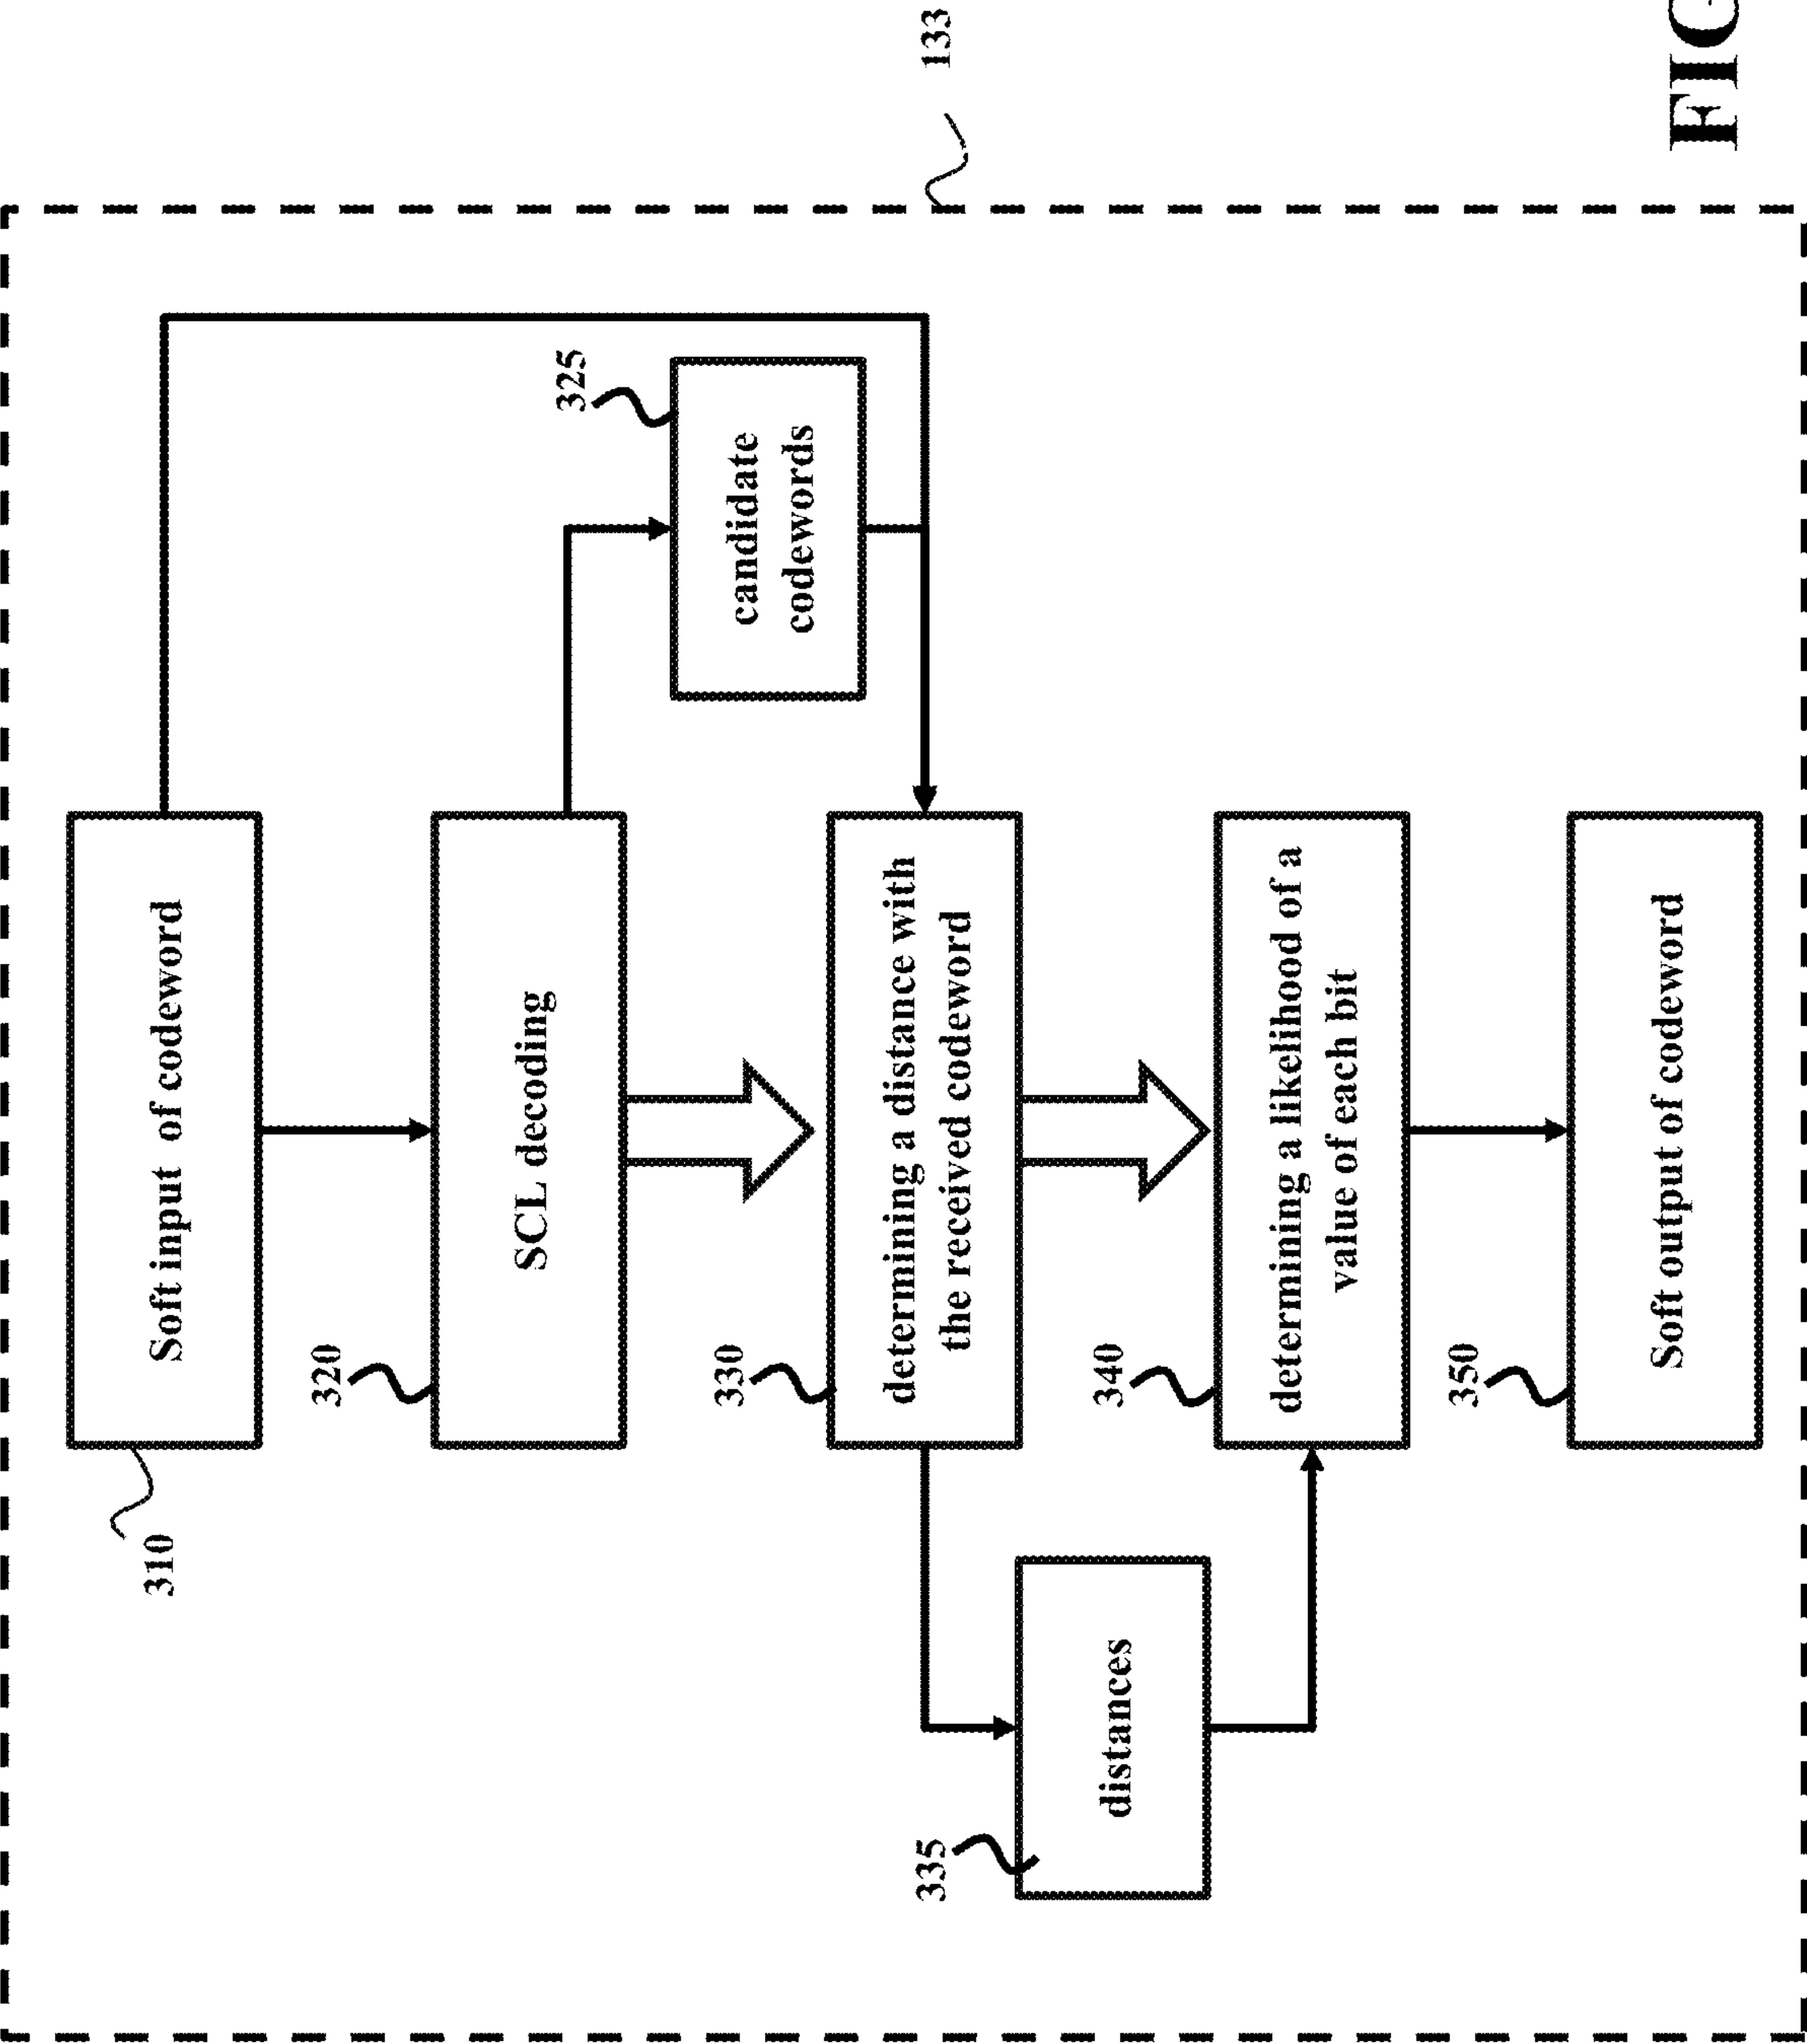 310
Soft input of codeword
320
SCL decoding
325
candidate
codewords
330
determining a distance with
the received codeword
335
distances
340
determining a likelihood of a
value of each bit
350
Soft output of codeword
133